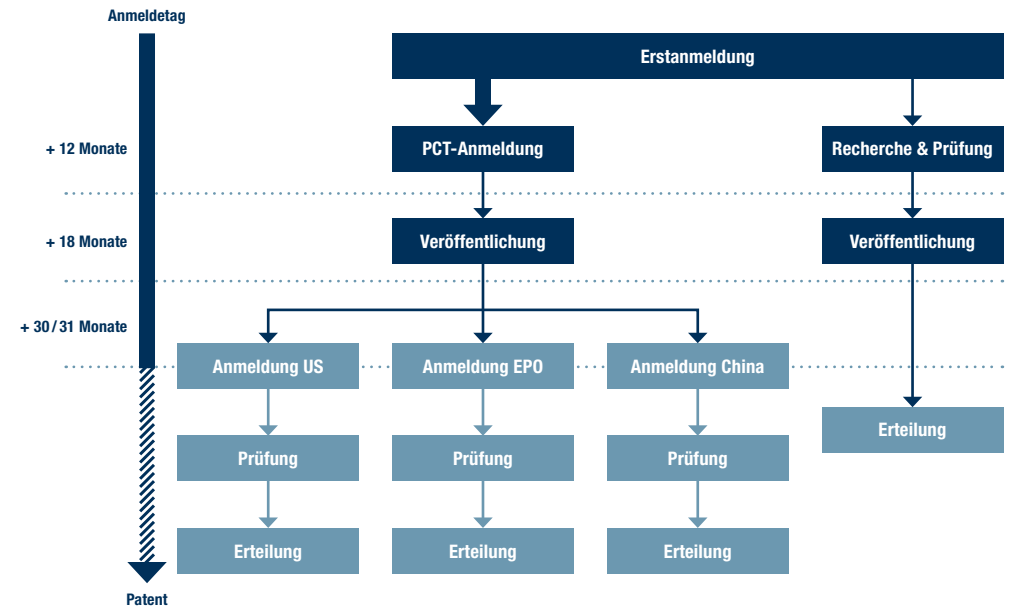 Anmeldetag
Erstanmeldung
+ 12 Monate
PCT-Anmeldung
Recherche & Prüfung
+ 18 Monate
Veröffentlichung
Veröffentlichung
+ 30/31 Monate
Anmeldung US
Anmeldung EPO
Anmeldung China
Erteilung
Prüfung
Prüfung
Prüfung
Erteilung
Erteilung
Erteilung
Patent